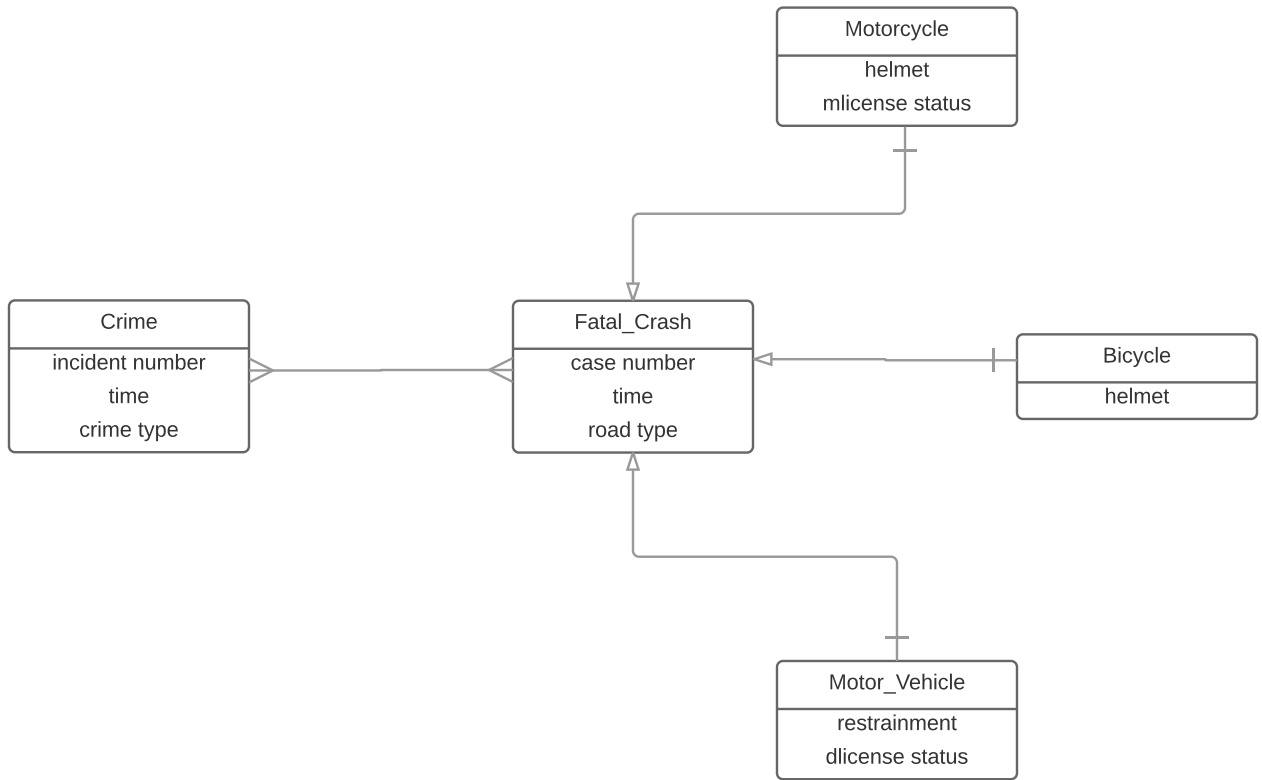 Motorcycle
helmet
mlicense status
Crime
incident number
time
crime type
Fatal_Crash
case number
time
road type
Bicycle
helmet
Motor_Vehicle
restrainment
dlicense status